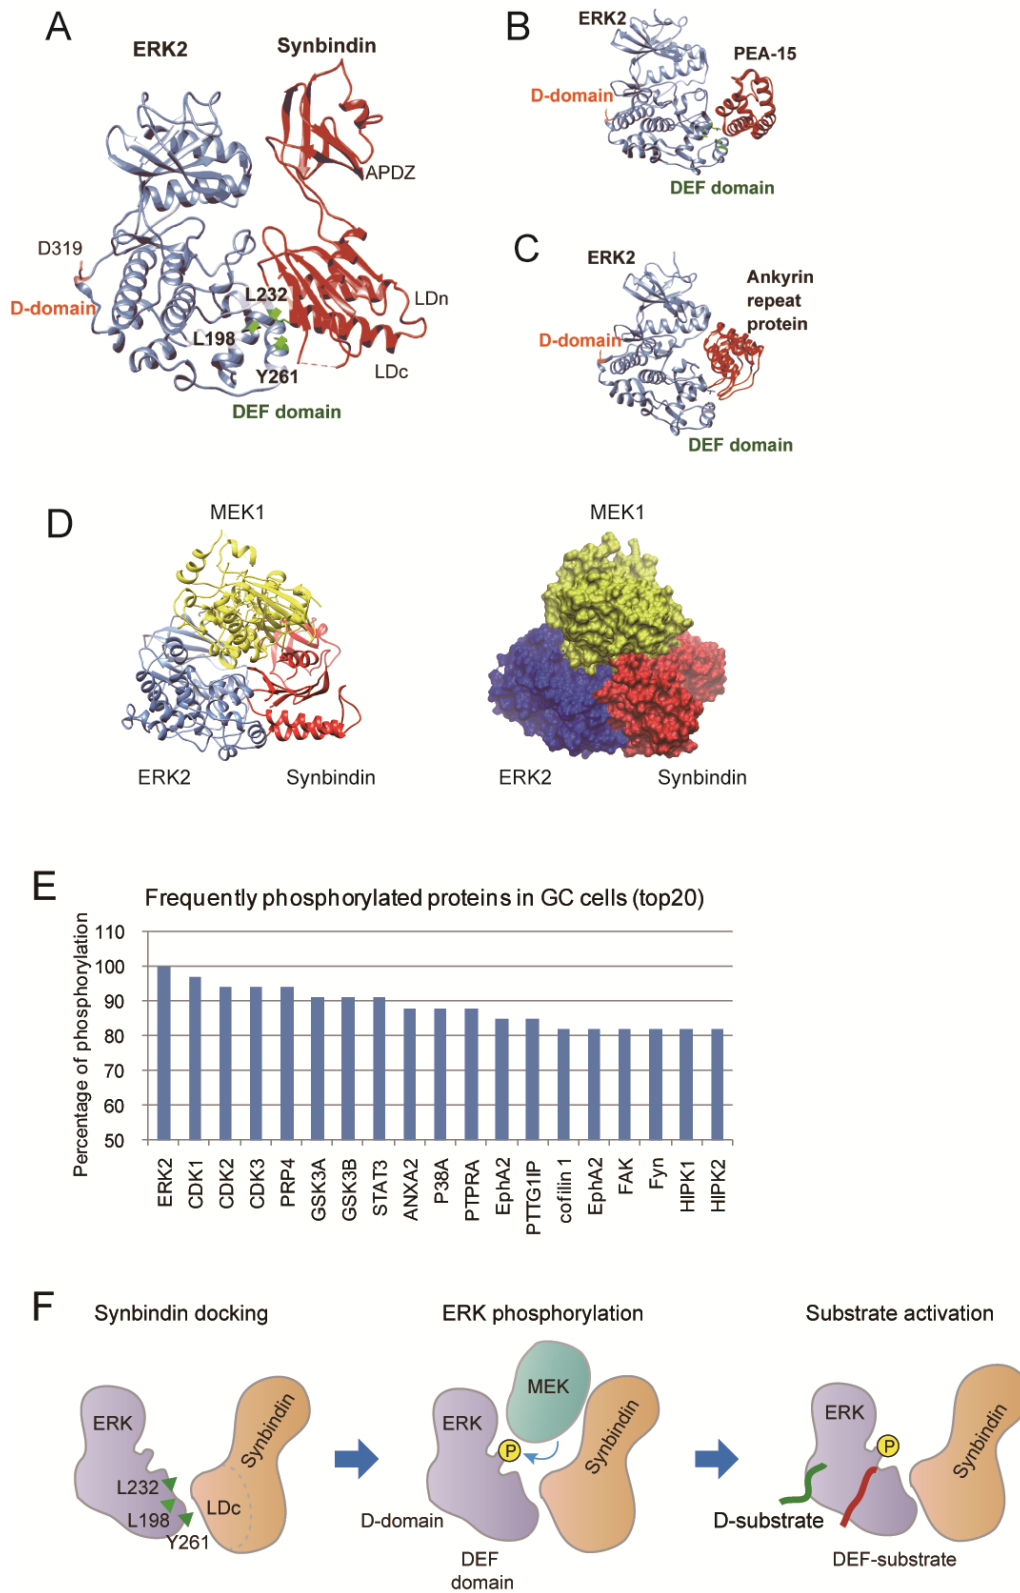 A
ERK2
Synbindin
APDZ
D319
D-domain
L232
L198
Y261
LDn
LDc
DEF domain
B
ERK2
PEA-15
D-domain
DEF domain
C
ERK2
Ankyrin
repeat
protein
D-domain
DEF domain
D
MEK1
ERK2
Synbindin
MEK1
ERK2
Synbindin
E
Frequently phosphorylated proteins in GC cells (top20)
Percentage of phosphorylation
110
100
90
80
70
60
50
ERK2
CDK1
CDK2
CDK3
PRP4
GSK3A
GSK3B
STAT3
ANXA2
P38A
PTPRA
EphA2
PTTG1IP
cofilin 1
EphA2
FAK
Fyn
HIPK1
HIPK2
F
Synbindin docking
ERK
Synbindin
L232
L198
Y261
LDc
ERK phosphorylation
MEK
ERK
P
Synbindin
D-domain
DEF
domain
Substrate activation
ERK
P
Synbindin
D-substrate
DEF-substrate